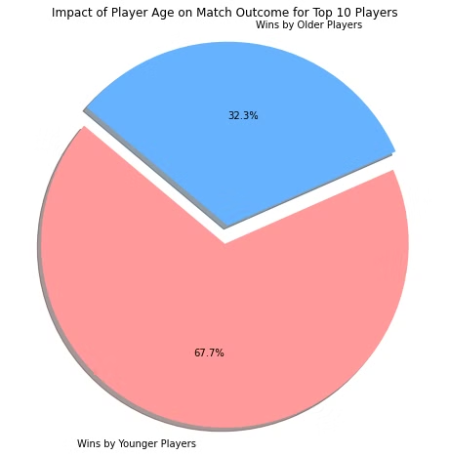 Impact of Player Age on Match Outcome for Top 10 Players
Wins by Older Players
32.3%
67.7%
Wins by Younger Players